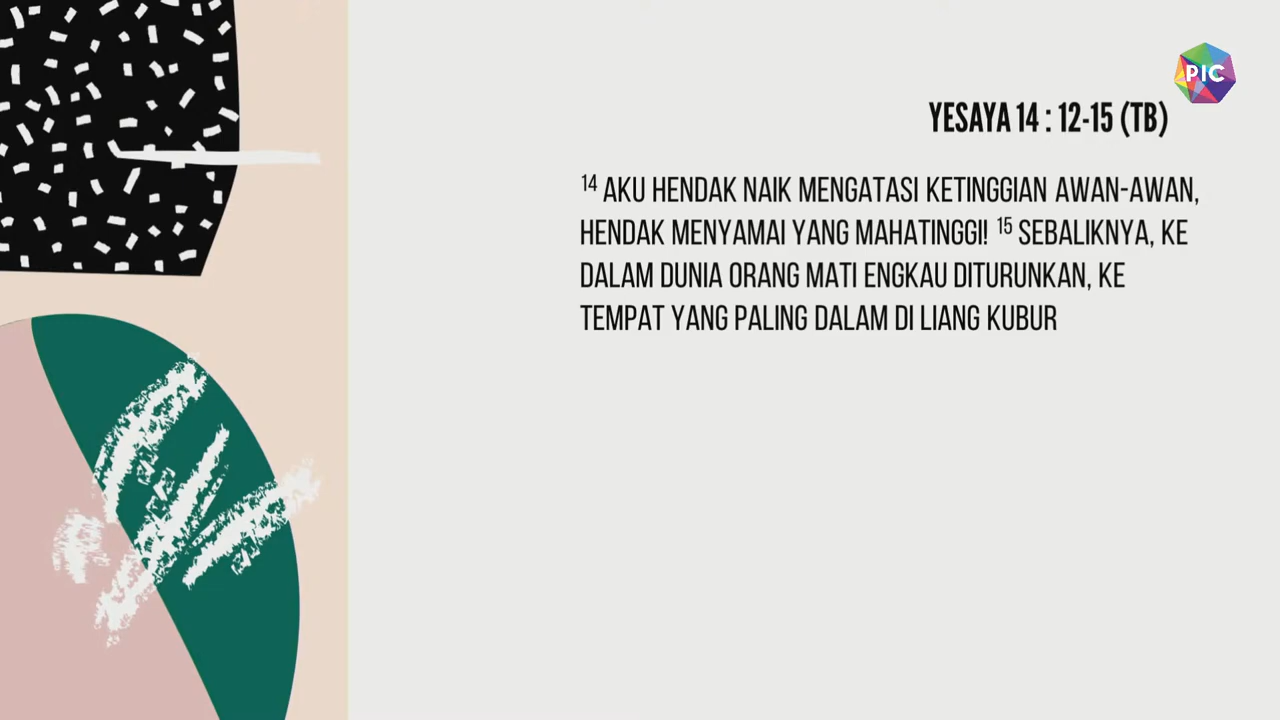 PIC
YESAYA 14 : 12-15 (TB)
14 AKU HENDAK NAIK MENGATASI KETINGGIAN AWAN-AWAN,
HENDAK MENYAMAI YANG MAHATINGGI! 15 SEBALIKNYA, KE
DALAM DUNIA ORANG MATI ENGKAU DITURUNKAN, KE
TEMPAT YANG PALING DALAM DI LIANG KUBUR